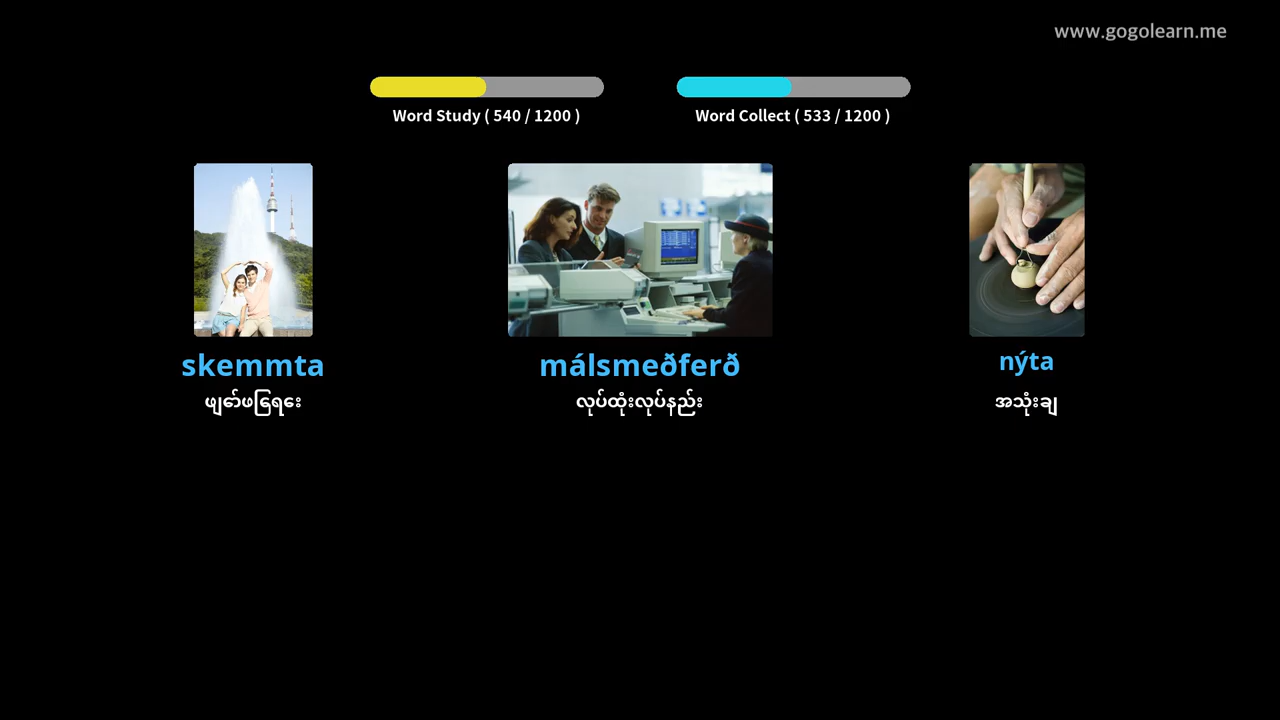 www.gogolearn.me
Word Study ( 540 / 1200 )
Word Collect ( 533 / 1200 )
skemmta
ဖျော်ဖြေရေး
málsmeðferð
လုပ်ထုံးလုပ်နည်း
nýta
အသုံးချ